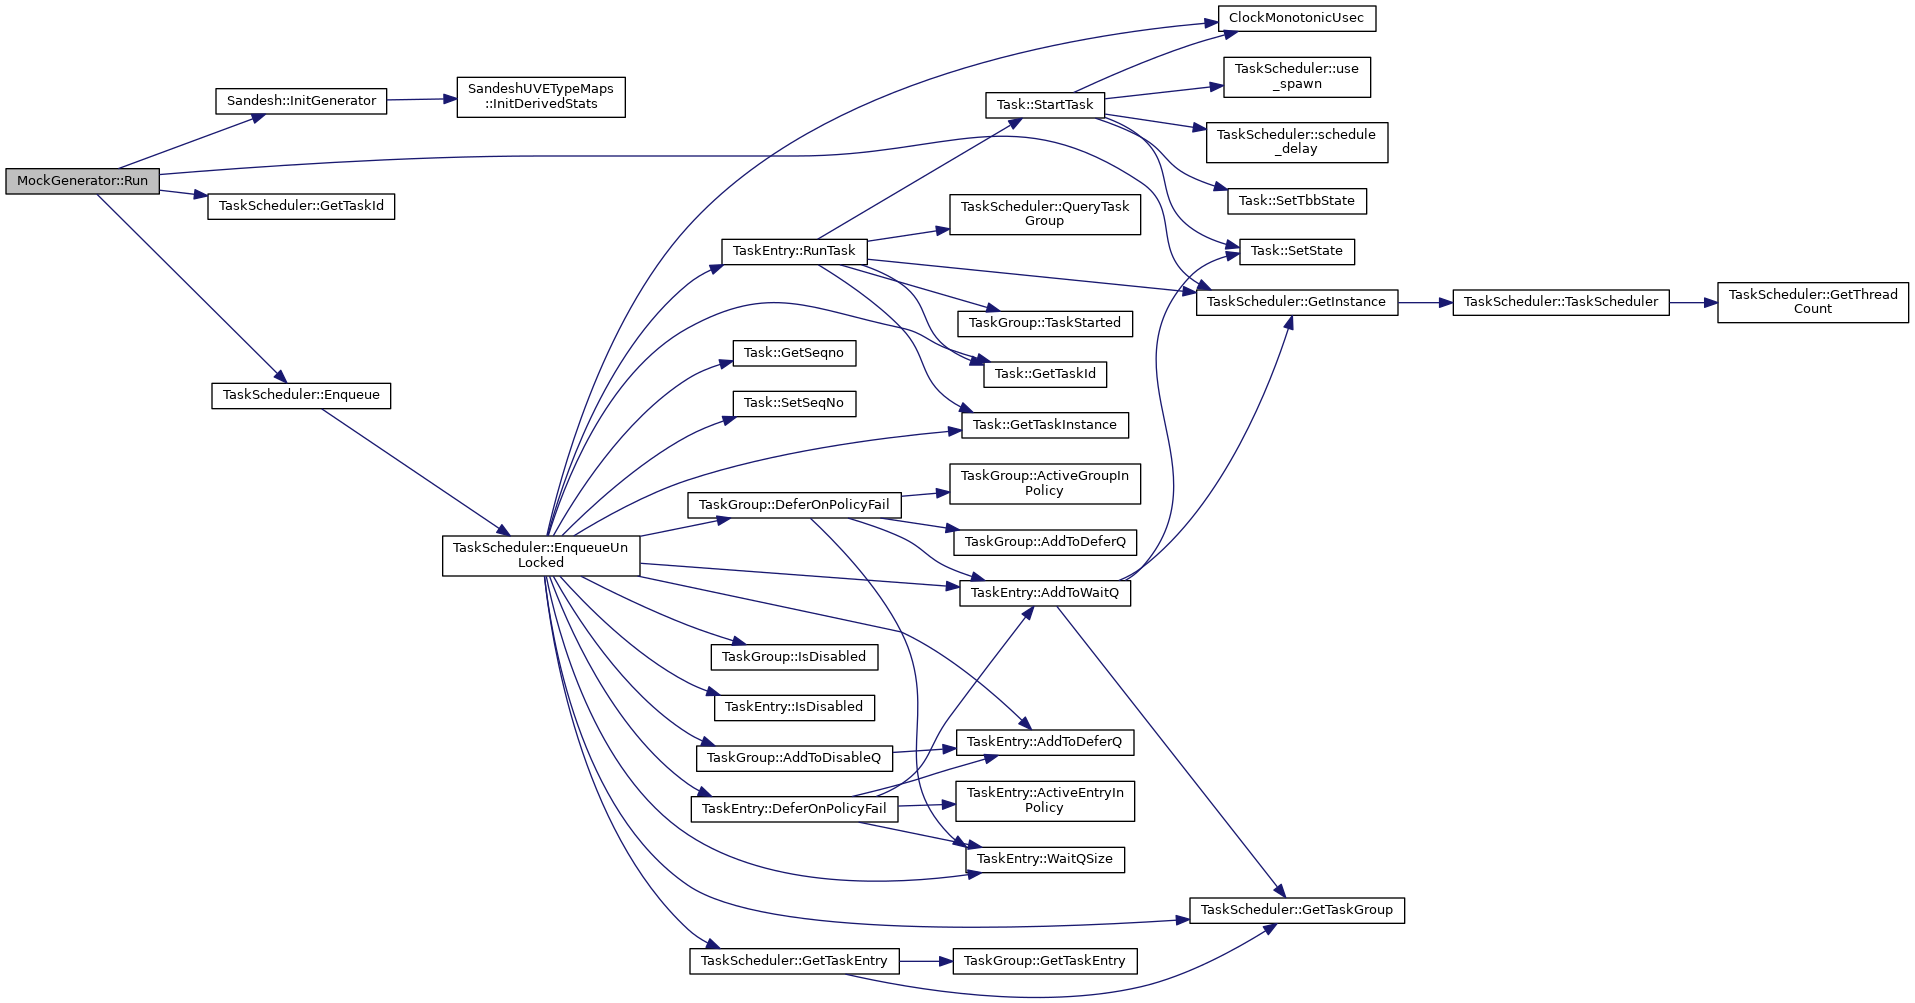 ClockMonotonicUsec
TaskScheduler::use
_spawn
Sandesh::InitGenerator
SandeshUVETypeMaps
::InitDerivedStats
Task::StartTask
TaskScheduler::schedule
_delay
MockGenerator::Run
TaskScheduler::GetTaskId
Task::SetTbbState
TaskScheduler::QueryTask
Group
TaskEntry::RunTask
Task::SetState
TaskScheduler::GetInstance
TaskScheduler::TaskScheduler
TaskScheduler::GetThread
Count
TaskGroup::TaskStarted
Task::GetSeqno
Task::GetTaskId
TaskScheduler::Enqueue
Task::SetSeqNo
Task::GetTaskInstance
TaskGroup::ActiveGroupIn
Policy
TaskGroup::DeferOnPolicyFail
TaskGroup::AddToDeferQ
TaskScheduler::EnqueueUn
Locked
TaskEntry::AddToWaitQ
TaskGroup::IsDisabled
TaskEntry::IsDisabled
TaskEntry::AddToDeferQ
TaskGroup::AddToDisableQ
TaskEntry::ActiveEntryIn
Policy
TaskEntry::DeferOnPolicyFail
TaskEntry::WaitQSize
TaskScheduler::GetTaskGroup
TaskScheduler::GetTaskEntry
TaskGroup::GetTaskEntry